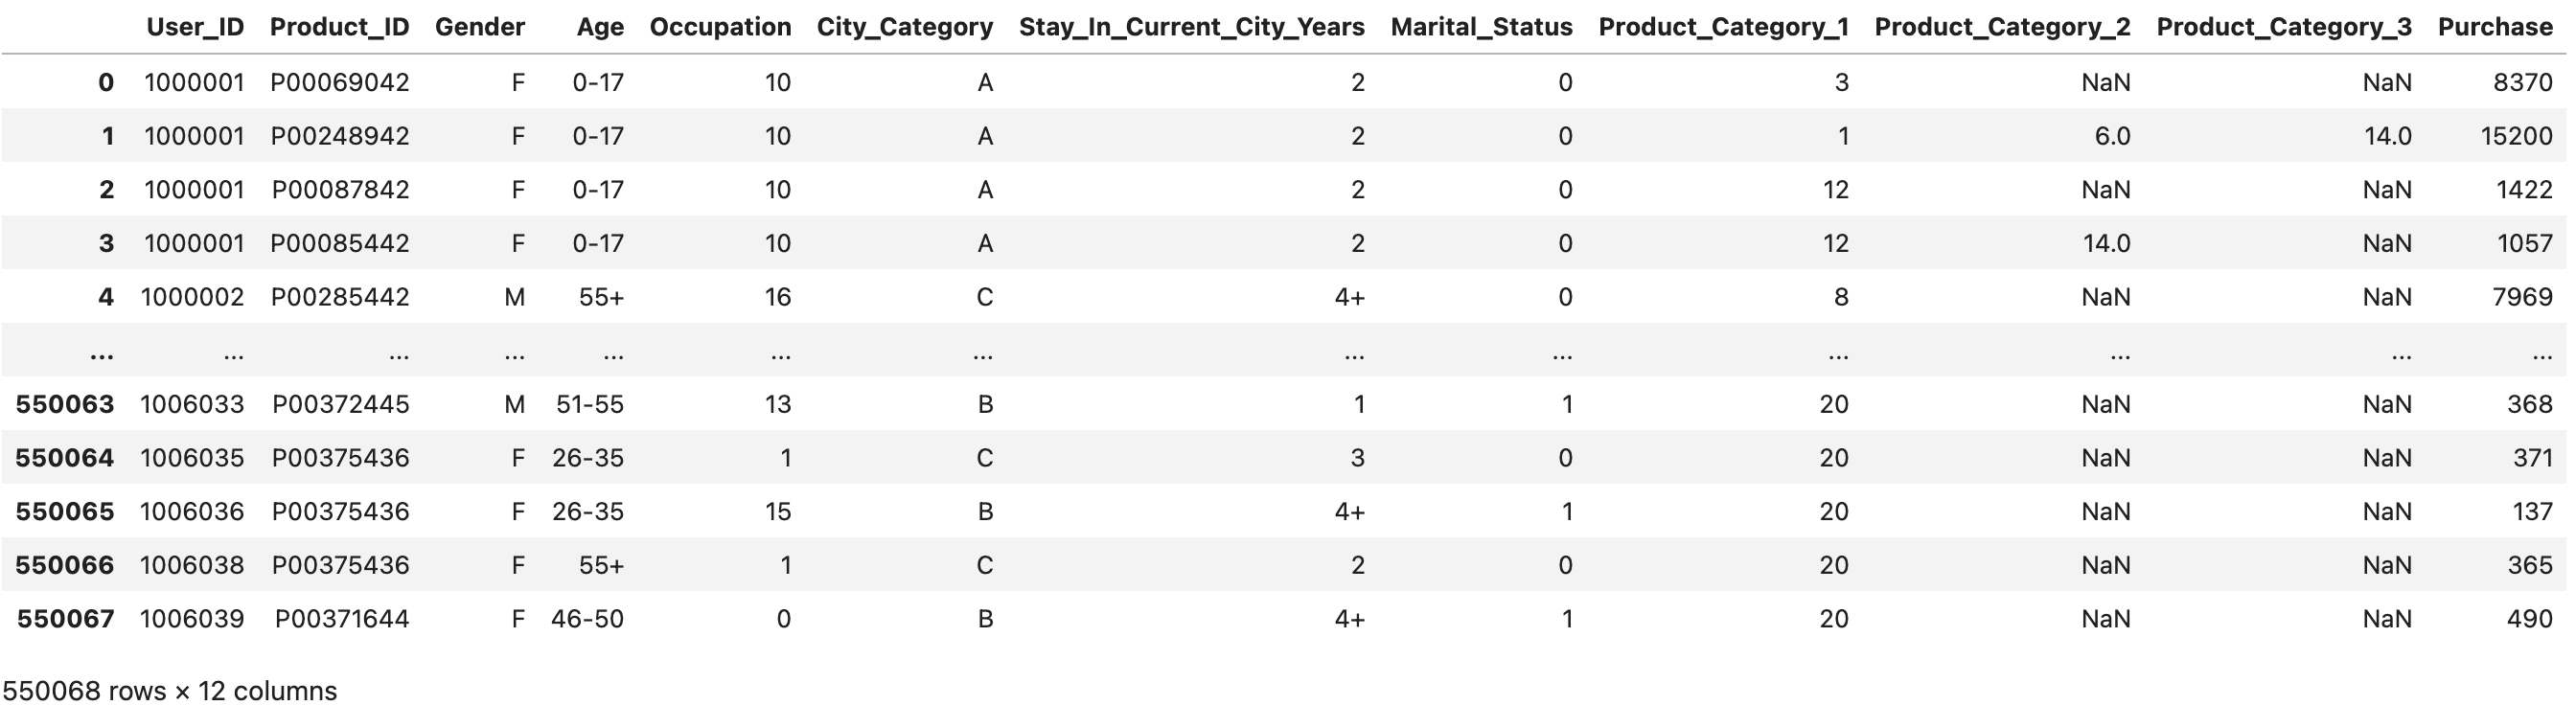 User_ID Product_ID Gender Age Occupation City_Category Stay_In_Current_City_Years Marital_Status Product_Category_1 Product_Category_2 Product_Category_3 Purchase
0 1000001 P00069042 F 0-17 10 A 2 0 3 NaN NaN 8370
1 1000001 P00248942 F 0-17 10 A 2 0 1 6.0 14.0 15200
2 1000001 P00087842 F 0-17 10 A 2 0 12 NaN NaN 1422
3 1000001 P00085442 F 0-17 10 A 2 0 12 14.0 NaN 1057
4 1000002 P00285442 M 55+ 16 C 4+ 0 8 NaN NaN 7969
... ... ... ... ... ... ... ... ... ... ... ... ...
550063 1006033 P00372445 M 51-55 13 B 1 1 20 NaN NaN 368
550064 1006035 P00375436 F 26-35 1 C 3 0 20 NaN NaN 371
550065 1006036 P00375436 F 26-35 15 B 4+ 1 20 NaN NaN 137
550066 1006038 P00375436 F 55+ 1 C 2 0 20 NaN NaN 365
550067 1006039 P00371644 F 46-50 0 B 4+ 1 20 NaN NaN 490
550068 rows × 12 columns